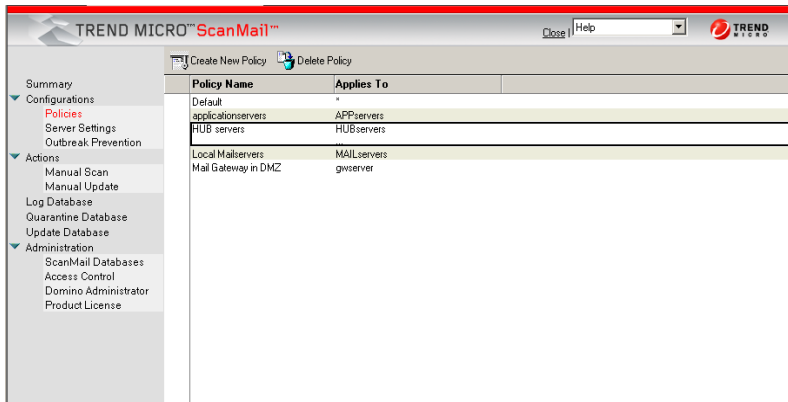 TREND MICRO™ ScanMail™
Close | Help
TREND MICRO
Create New Policy Delete Policy
Policy Name Applies To
Summary
Configurations
Policies
Server Settings
Outbreak Prevention
Actions
Manual Scan
Manual Update
Log Database
Quarantine Database
Update Database
Administration
ScanMail Databases
Access Control
Domino Administrator
Product License
Default *
applicationservers APPservers
HUB servers HUBservers
...
Local Mailservers MAILservers
Mail Gateway in DMZ gwserver